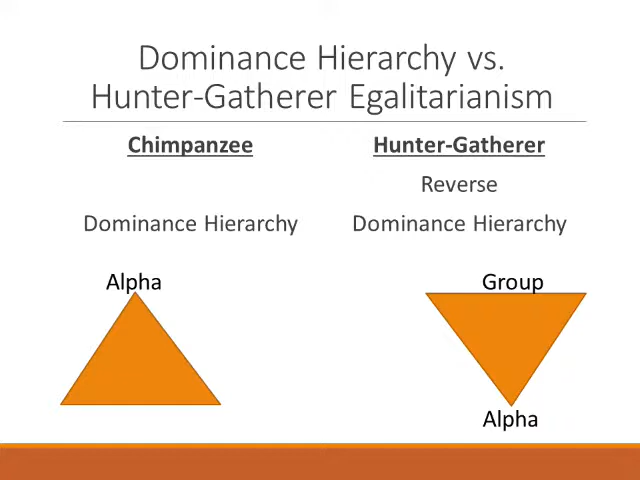 Dominance Hierarchy vs.
Hunter-Gatherer Egalitarianism
Chimpanzee
Dominance Hierarchy
Alpha
Hunter-Gatherer
Reverse
Dominance Hierarchy
Group
Alpha